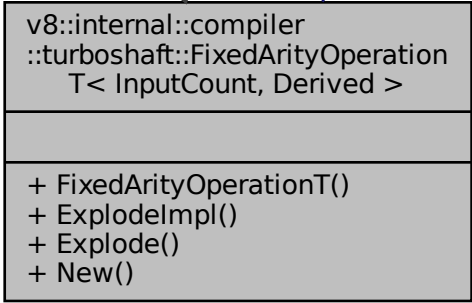 v8::internal::compiler
::turboshaft::FixedArityOperation
T< InputCount, Derived >
+ FixedArityOperationT()
+ ExplodeImpl()
+ Explode()
+ New()